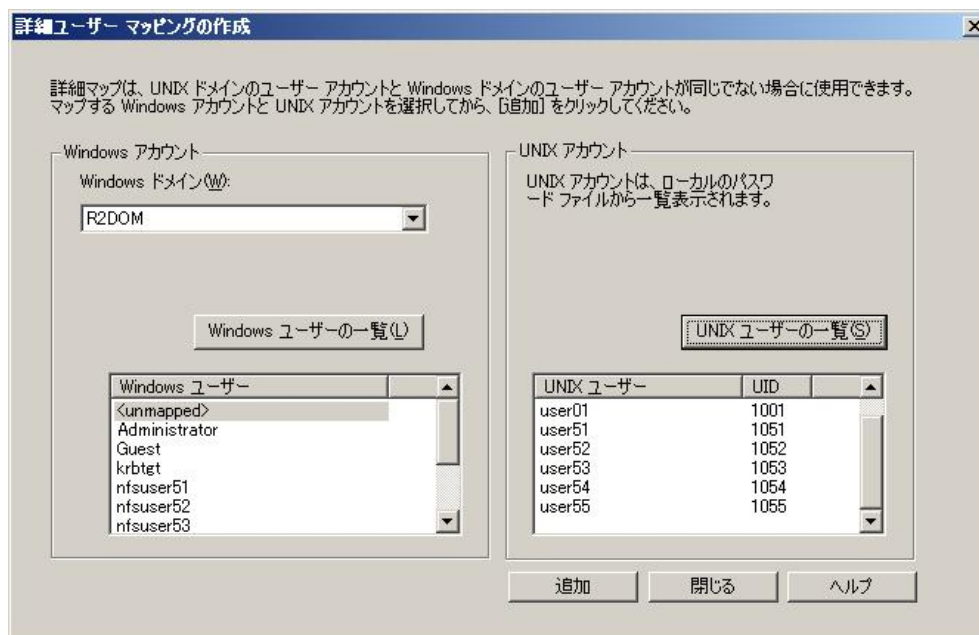 詳細ユーザー マッピングの作成
詳細マップは、UNIX ドメインのユーザー アカウントと Windows ドメインのユーザー アカウントが同じでない場合に使用できます。
マップする Windows アカウントと UNIX アカウントを選択してから、[追加] をクリックしてください。
Windows アカウント
Windows ドメイン(W):
R2DOM
Windows ユーザーの一覧(L)
Windows ユーザー
<unmapped>
Administrator
Guest
krbtgt
nfsuser51
nfsuser52
nfsuser53
UNIX アカウント
UNIX アカウントは、ローカルのパスワ
ード ファイルから一覧表示されます。
UNIX ユーザーの一覧(S)
UNIX ユーザー UID
user01 1001
user51 1051
user52 1052
user53 1053
user54 1054
user55 1055
追加
閉じる
ヘルプ